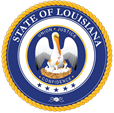 STATE OF LOUISIANA
UNION • JUSTICE
CONFIDENCE